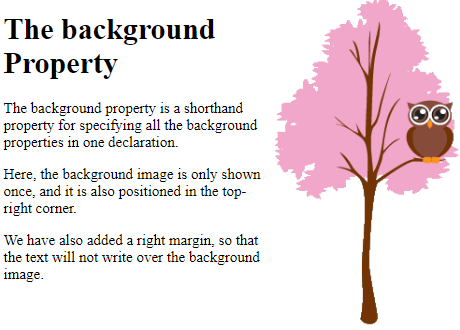 The background
Property
The background property is a shorthand
property for specifying all the background
properties in one declaration.
Here, the background image is only shown
once, and it is also positioned in the top-
right corner.
We have also added a right margin, so that
the text will not write over the background
image.